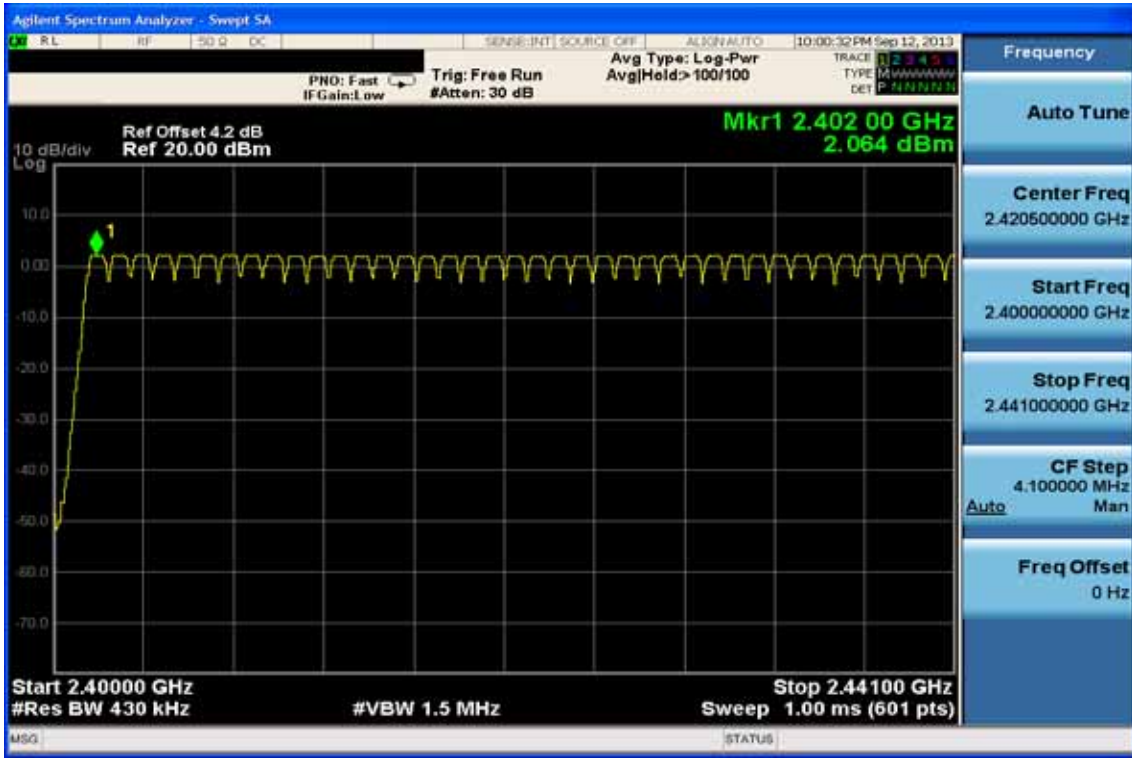 Agilent Spectrum Analyzer - Swept SA
RL RF 50 Ω DC SENSE:INT SOURCE OFF ALIGN AUTO 10:00:32 PM Sep 12, 2013
PNO: Fast
IFGain:Low
Trig: Free Run
#Atten: 30 dB
Avg Type: Log-Pwr
Avg|Hold:> 100/100
TRACE 1 2 3 4 5 6
TYPE M W W W W W
DET P N N N N N
Mkr1 2.402 00 GHz
2.064 dBm
Ref Offset 4.2 dB
10 dB/div Ref 20.00 dBm
Log
1
10.0
0.00
-10.0
-20.0
-30.0
-40.0
-50.0
-60.0
-70.0
Start 2.40000 GHz Stop 2.44100 GHz
#Res BW 430 kHz #VBW 1.5 MHz Sweep 1.00 ms (601 pts)
MSG STATUS
Frequency
Auto Tune
Center Freq
2.420500000 GHz
Start Freq
2.400000000 GHz
Stop Freq
2.441000000 GHz
CF Step
4.100000 MHz
Auto Man
Freq Offset
0 Hz